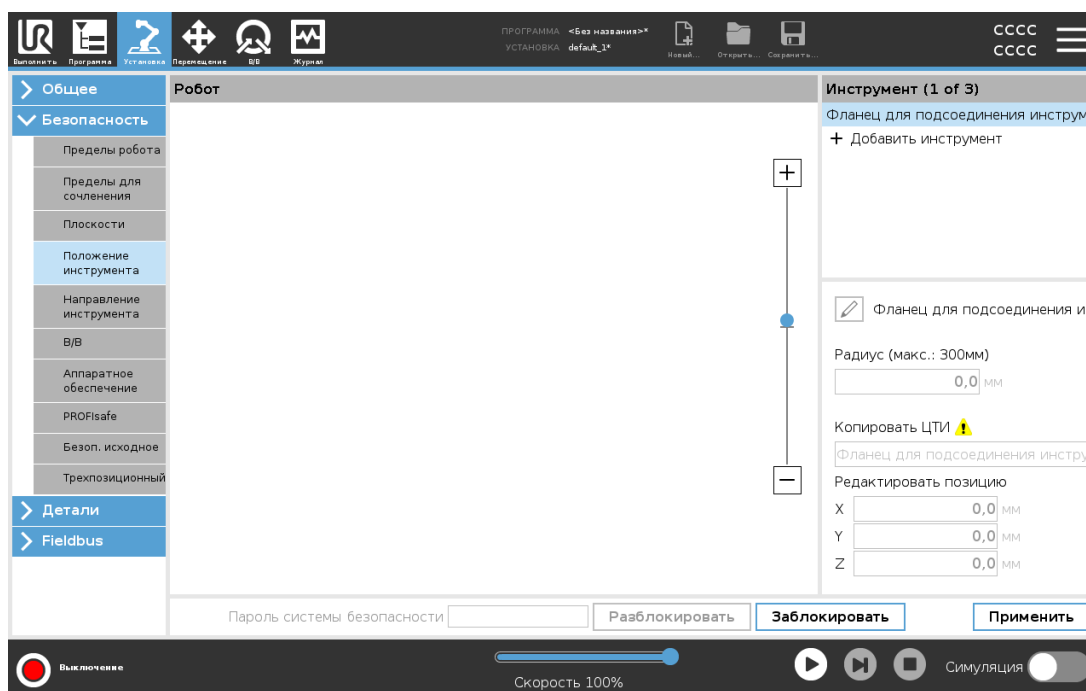 ПРОГРАММА <Без названия>*
УСТАНОВКА default_1*
UR
Выполнить Программа Установка Перемещение В/В Журнал
Новый... Открыть... Сохранить...
CCCC
CCCC
Общее
Безопасность
Пределы робота
Пределы для
сочленения
Плоскости
Положение
инструмента
Направление
инструмента
В/В
Аппаратное
обеспечение
PROFIsafe
Безоп. исходное
Трехпозиционный
Детали
Fieldbus
Робот
Инструмент (1 of 3)
Фланец для подсоединения инструм
+ Добавить инструмент
Фланец для подсоединения и
Радиус (макс.: 300мм)
0,0 мм
Копировать ЦТИ
Фланец для подсоединения инстру
Редактировать позицию
X 0,0 мм
Y 0,0 мм
Z 0,0 мм
Пароль системы безопасности Разблокировать Заблокировать Применить
Выключение
Скорость 100%
Симуляция